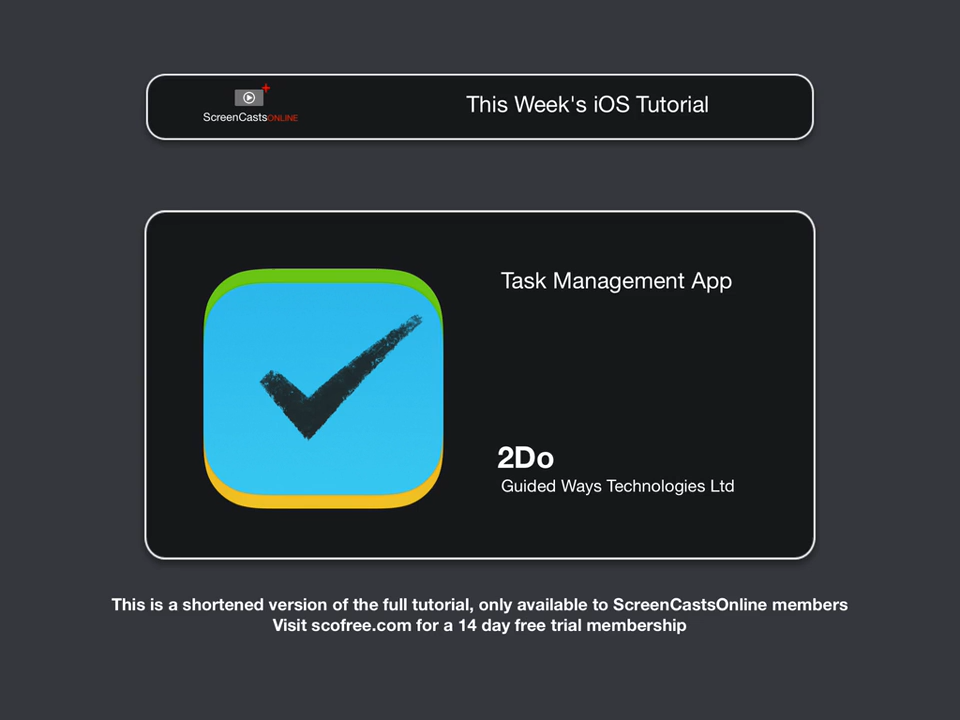 ScreenCastsONLINE
This Week's iOS Tutorial
Task Management App
2Do
Guided Ways Technologies Ltd
This is a shortened version of the full tutorial, only available to ScreenCastsOnline members
Visit scofree.com for a 14 day free trial membership